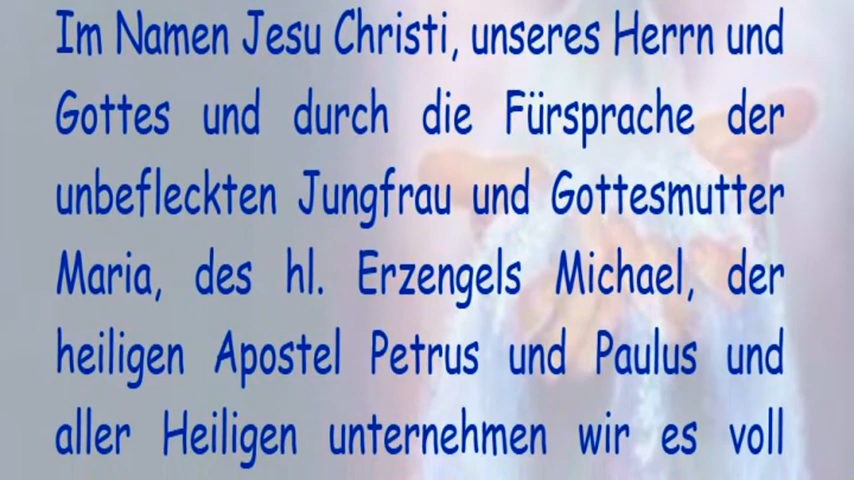 Im Namen Jesu Christi, unseres Herrn und
Gottes und durch die Fürsprache der
unbefleckten Jungfrau und Gottesmutter
Maria, des hl. Erzengels Michael, der
heiligen Apostel Petrus und Paulus und
aller Heiligen unternehmen wir es voll